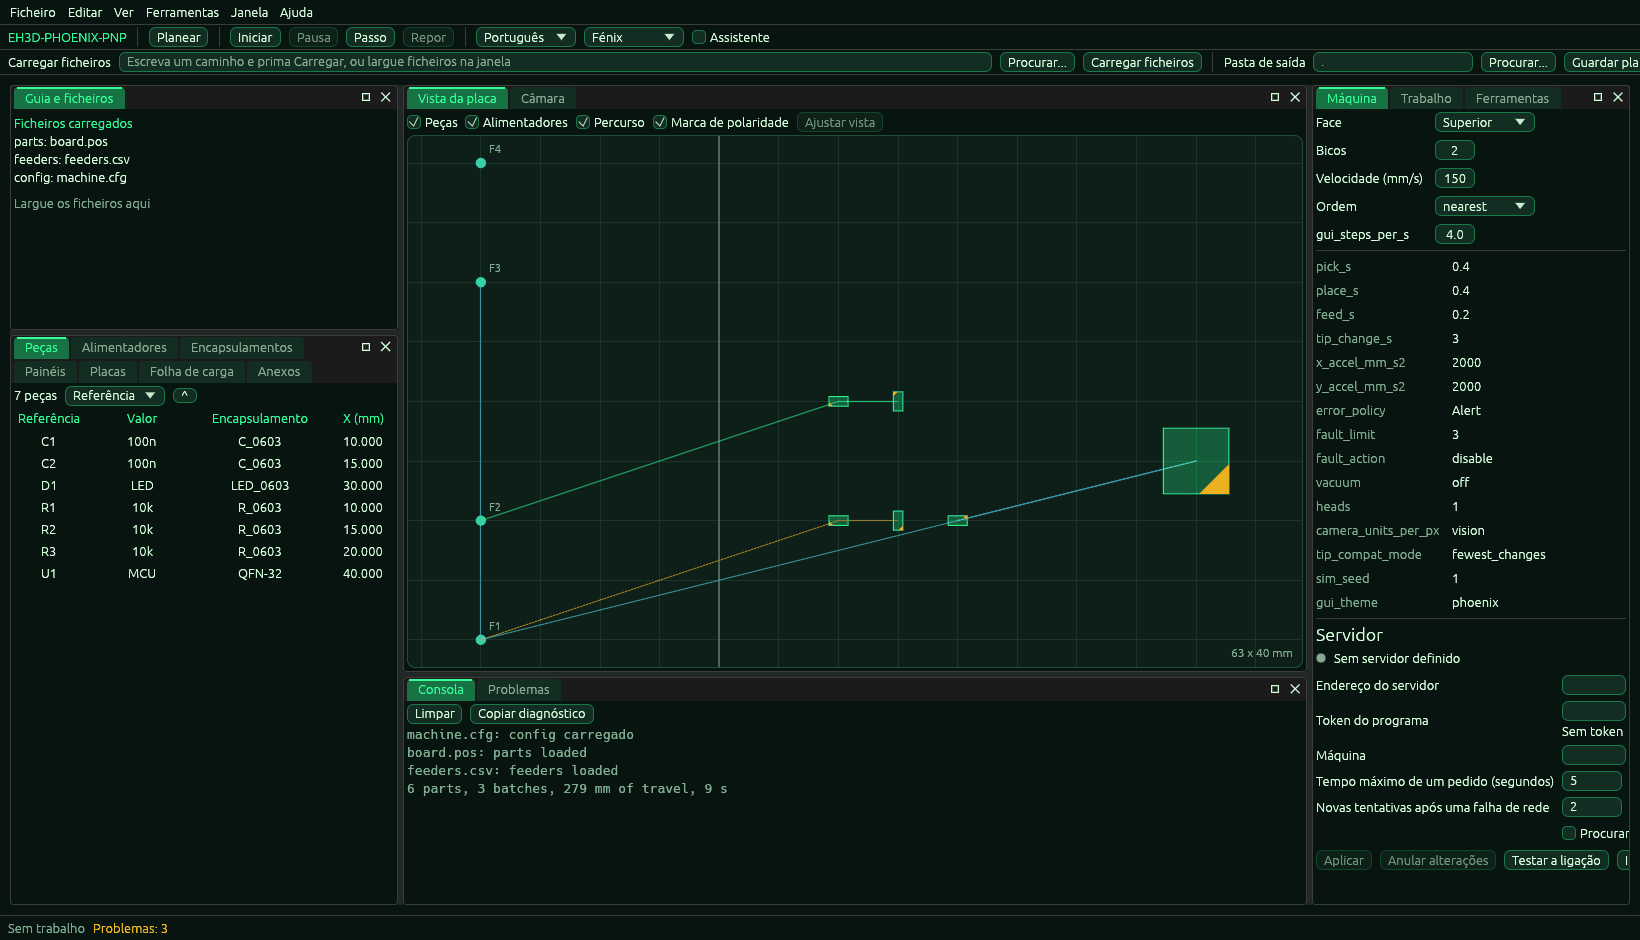 Ficheiro Editar Ver Ferramentas Janela Ajuda
EH3D-PHOENIX-PNP Planear Iniciar Pausa Passo Repor Português Fénix Assistente
Carregar ficheiros Escreva um caminho e prima Carregar, ou largue ficheiros na janela Procurar... Carregar ficheiros Pasta de saída . Procurar... Guardar pla
Guia e ficheiros
Ficheiros carregados
parts: board.pos
feeders: feeders.csv
config: machine.cfg
Largue os ficheiros aqui
Peças Alimentadores Encapsulamentos
Painéis Placas Folha de carga Anexos
7 peças Referência ^
Referência Valor Encapsulamento X (mm)
C1 100n C_0603 10.000
C2 100n C_0603 15.000
D1 LED LED_0603 30.000
R1 10k R_0603 10.000
R2 10k R_0603 15.000
R3 10k R_0603 20.000
U1 MCU QFN-32 40.000
Vista da placa Câmara
Peças Alimentadores Percurso Marca de polaridade Ajustar vista
F4
F3
F2
F1
63 x 40 mm
Consola Problemas
Limpar Copiar diagnóstico
machine.cfg: config carregado
board.pos: parts loaded
feeders.csv: feeders loaded
6 parts, 3 batches, 279 mm of travel, 9 s
Máquina Trabalho Ferramentas
Face Superior
Bicos 2
Velocidade (mm/s) 150
Ordem nearest
gui_steps_per_s 4.0
pick_s 0.4
place_s 0.4
feed_s 0.2
tip_change_s 3
x_accel_mm_s2 2000
y_accel_mm_s2 2000
error_policy Alert
fault_limit 3
fault_action disable
vacuum off
heads 1
camera_units_per_px vision
tip_compat_mode fewest_changes
sim_seed 1
gui_theme phoenix
Servidor
Sem servidor definido
Endereço do servidor
Token do programa
Sem token
Máquina
Tempo máximo de um pedido (segundos) 5
Novas tentativas após uma falha de rede 2
Procurar
Aplicar Anular alterações Testar a ligação
Sem trabalho Problemas: 3